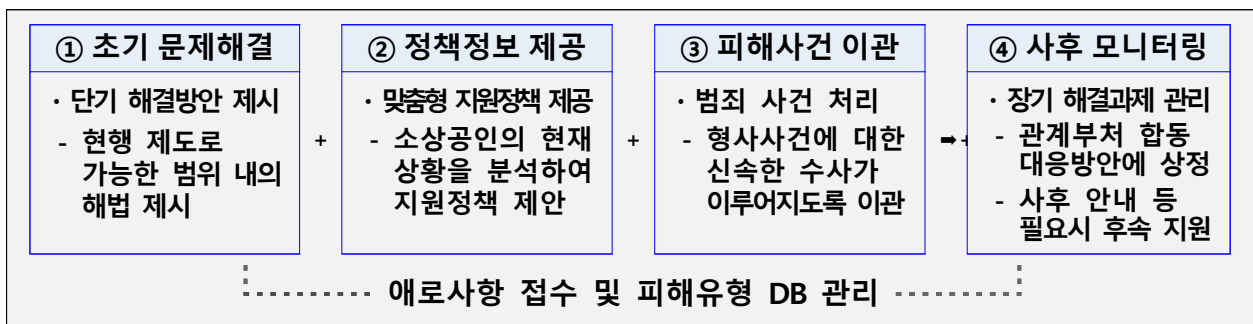 ① 초기 문제해결
· 단기 해결방안 제시
- 현행 제도로
가능한 범위 내의
해법 제시
+
② 정책정보 제공
· 맞춤형 지원정책 제공
- 소상공인의 현재
상황을 분석하여
지원정책 제안
+
③ 피해사건 이관
· 범죄 사건 처리
- 형사사건에 대한
신속한 수사가
이루어지도록 이관
➡+
④ 사후 모니터링
· 장기 해결과제 관리
- 관계부처 합동
대응방안에 상정
- 사후 안내 등
필요시 후속 지원
애로사항 접수 및 피해유형 DB 관리